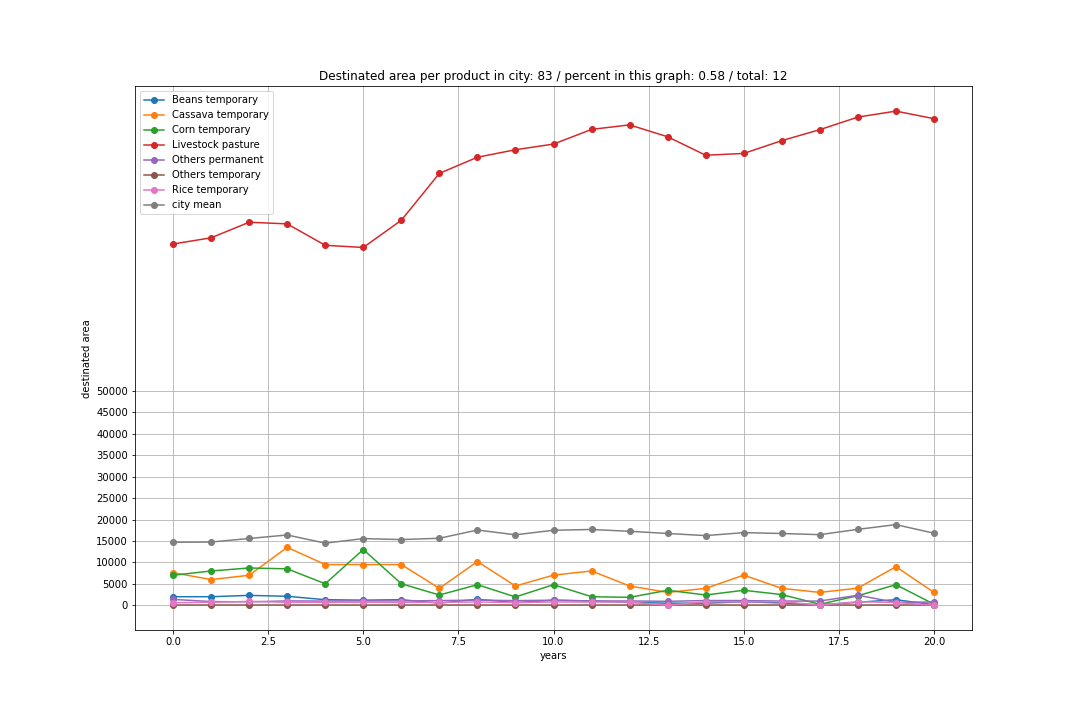 Destinated area per product in city: 83 / percent in this graph: 0.58 / total: 12
Beans temporary
Cassava temporary
Corn temporary
Livestock pasture
Others permanent
Others temporary
Rice temporary
city mean
destinated area
50000
45000
40000
35000
30000
25000
20000
15000
10000
5000
0
0.0 2.5 5.0 7.5 10.0 12.5 15.0 17.5 20.0
years